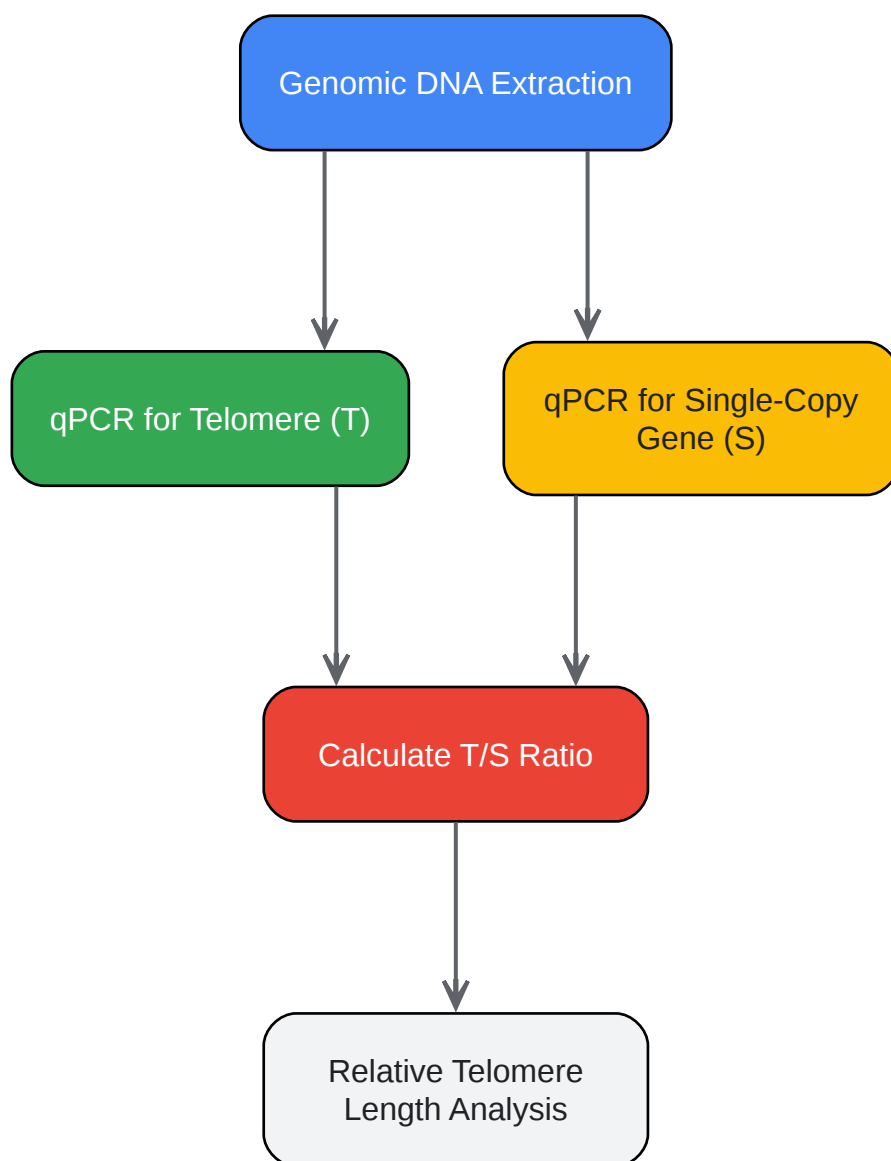 Genomic DNA Extraction
qPCR for Telomere (T)
qPCR for Single-Copy
Gene (S)
Calculate T/S Ratio
Relative Telomere
Length Analysis